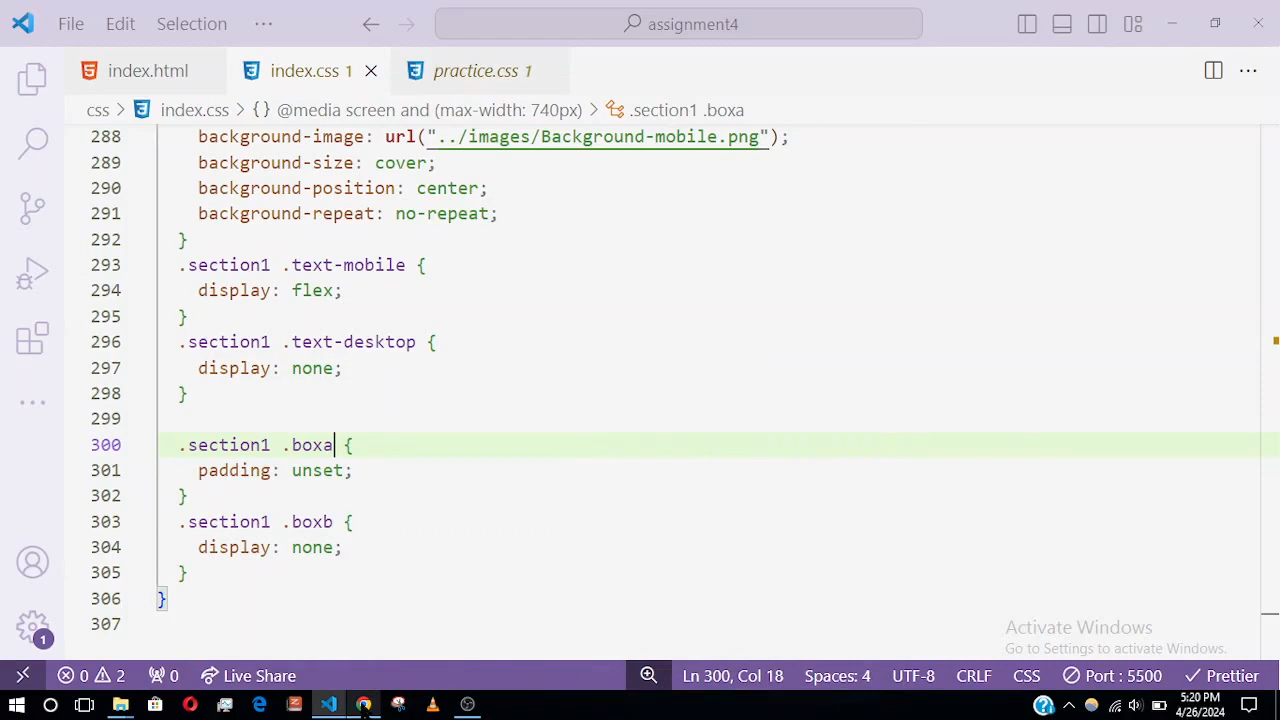 File Edit Selection ··· assignment4
index.html index.css 1 practice.css 1 ···
css > index.css > {} @media screen and (max-width: 740px) > .section1 .boxa
288 background-image: url("../images/Background-mobile.png");
289 background-size: cover;
290 background-position: center;
291 background-repeat: no-repeat;
292 }
293 .section1 .text-mobile {
294 display: flex;
295 }
296 .section1 .text-desktop {
297 display: none;
298 }
299
300 .section1 .boxa {
301 padding: unset;
302 }
303 .section1 .boxb {
304 display: none;
305 }
306 }
307
1
Activate Windows
Go to Settings to activate Windows.
0 2 0 Live Share Ln 300, Col 18 Spaces: 4 UTF-8 CRLF CSS Port : 5500 Prettier
5:20 PM
4/26/2024